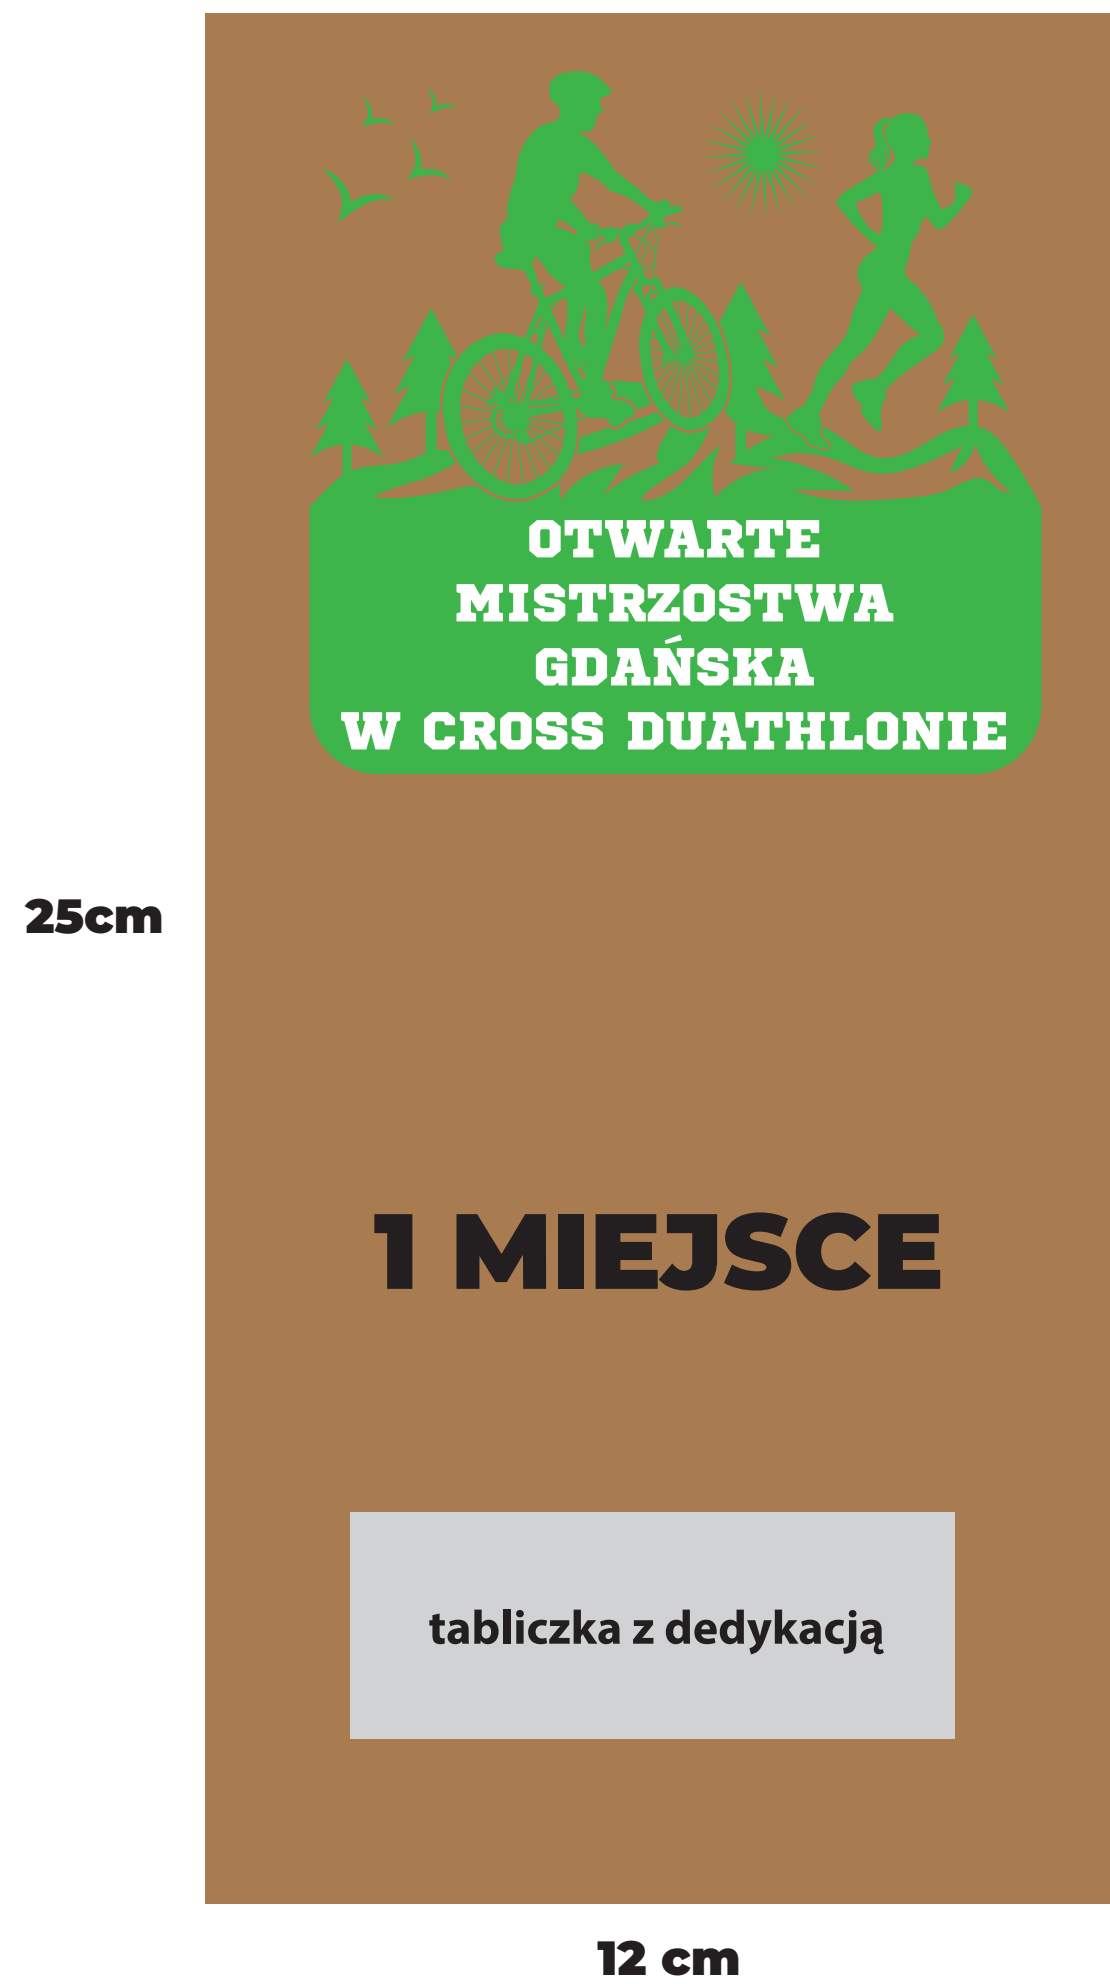 OTWARTE
MISTRZOSTWA
GDAŃSKA
W CROSS DUATHLONIE
25cm
1 MIEJSCE
tabliczka z dedykacją
12 cm